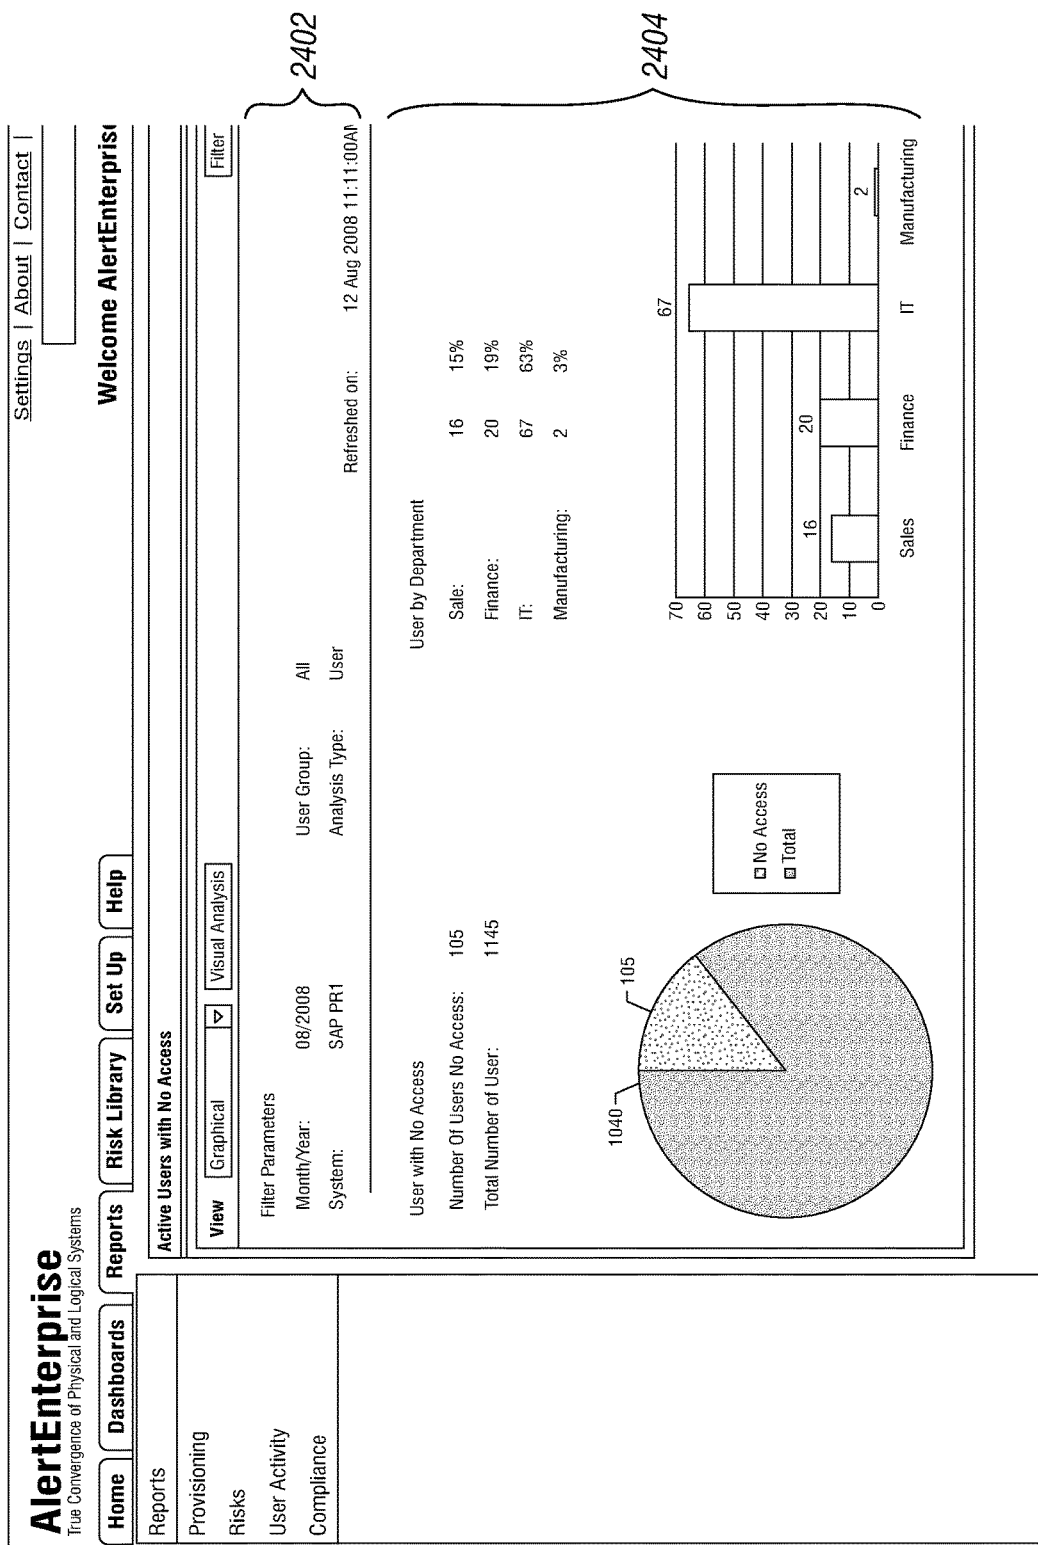 Settings | About | Contact |
AlertEnterprise
True Convergence of Physical and Logical Systems
Welcome AlertEnterprise
Home
Dashboards
Reports
Risk Library
Set Up
Help
Reports
Provisioning
Risks
User Activity
Compliance
Active Users with No Access
View
Graphical
Visual Analysis
Filter
Filter Parameters
Month/Year: 08/2008 User Group: All
System: SAP PR1 Analysis Type: User
Refreshed on: 12 Aug 2008 11:11:00AM
2402
User with No Access
Number Of Users No Access: 105
Total Number of User: 1145
User by Department
Sale: 16 15%
Finance: 20 19%
IT: 67 63%
Manufacturing: 2 3%
1040
105
No Access
Total
70
60
50
40
30
20
10
0
16
20
67
2
Sales
Finance
IT
Manufacturing
2404